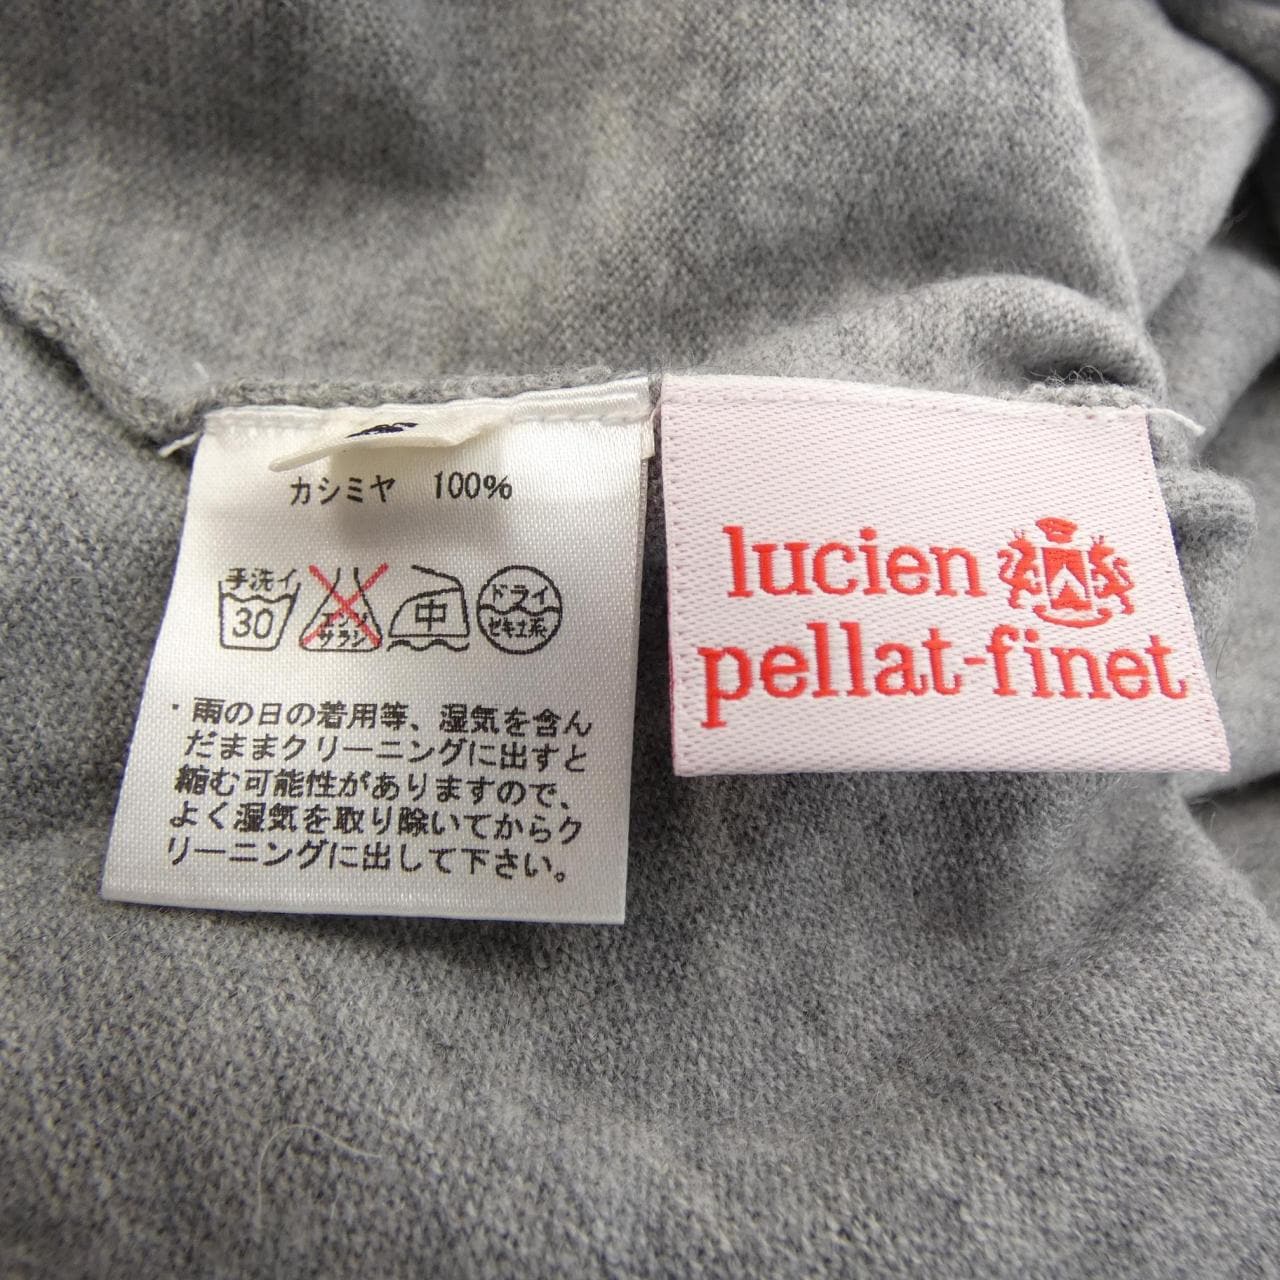 カシミヤ 100%
手洗イ
30
エンソ
サラシ
中
ドライ
セキユ系
・雨の日の着用等、湿気を含ん
だままクリーニングに出すと
縮む可能性がありますので、
よく湿気を取り除いてからク
リーニングに出して下さい。
lucien
pellat-finet